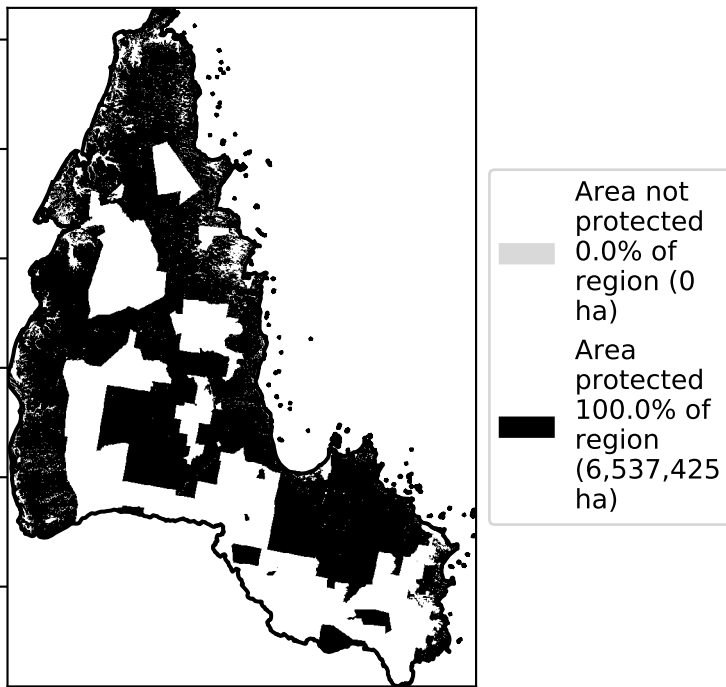 Area not
protected
0.0% of
region (0
ha)
Area
protected
100.0% of
region
(6,537,425
ha)